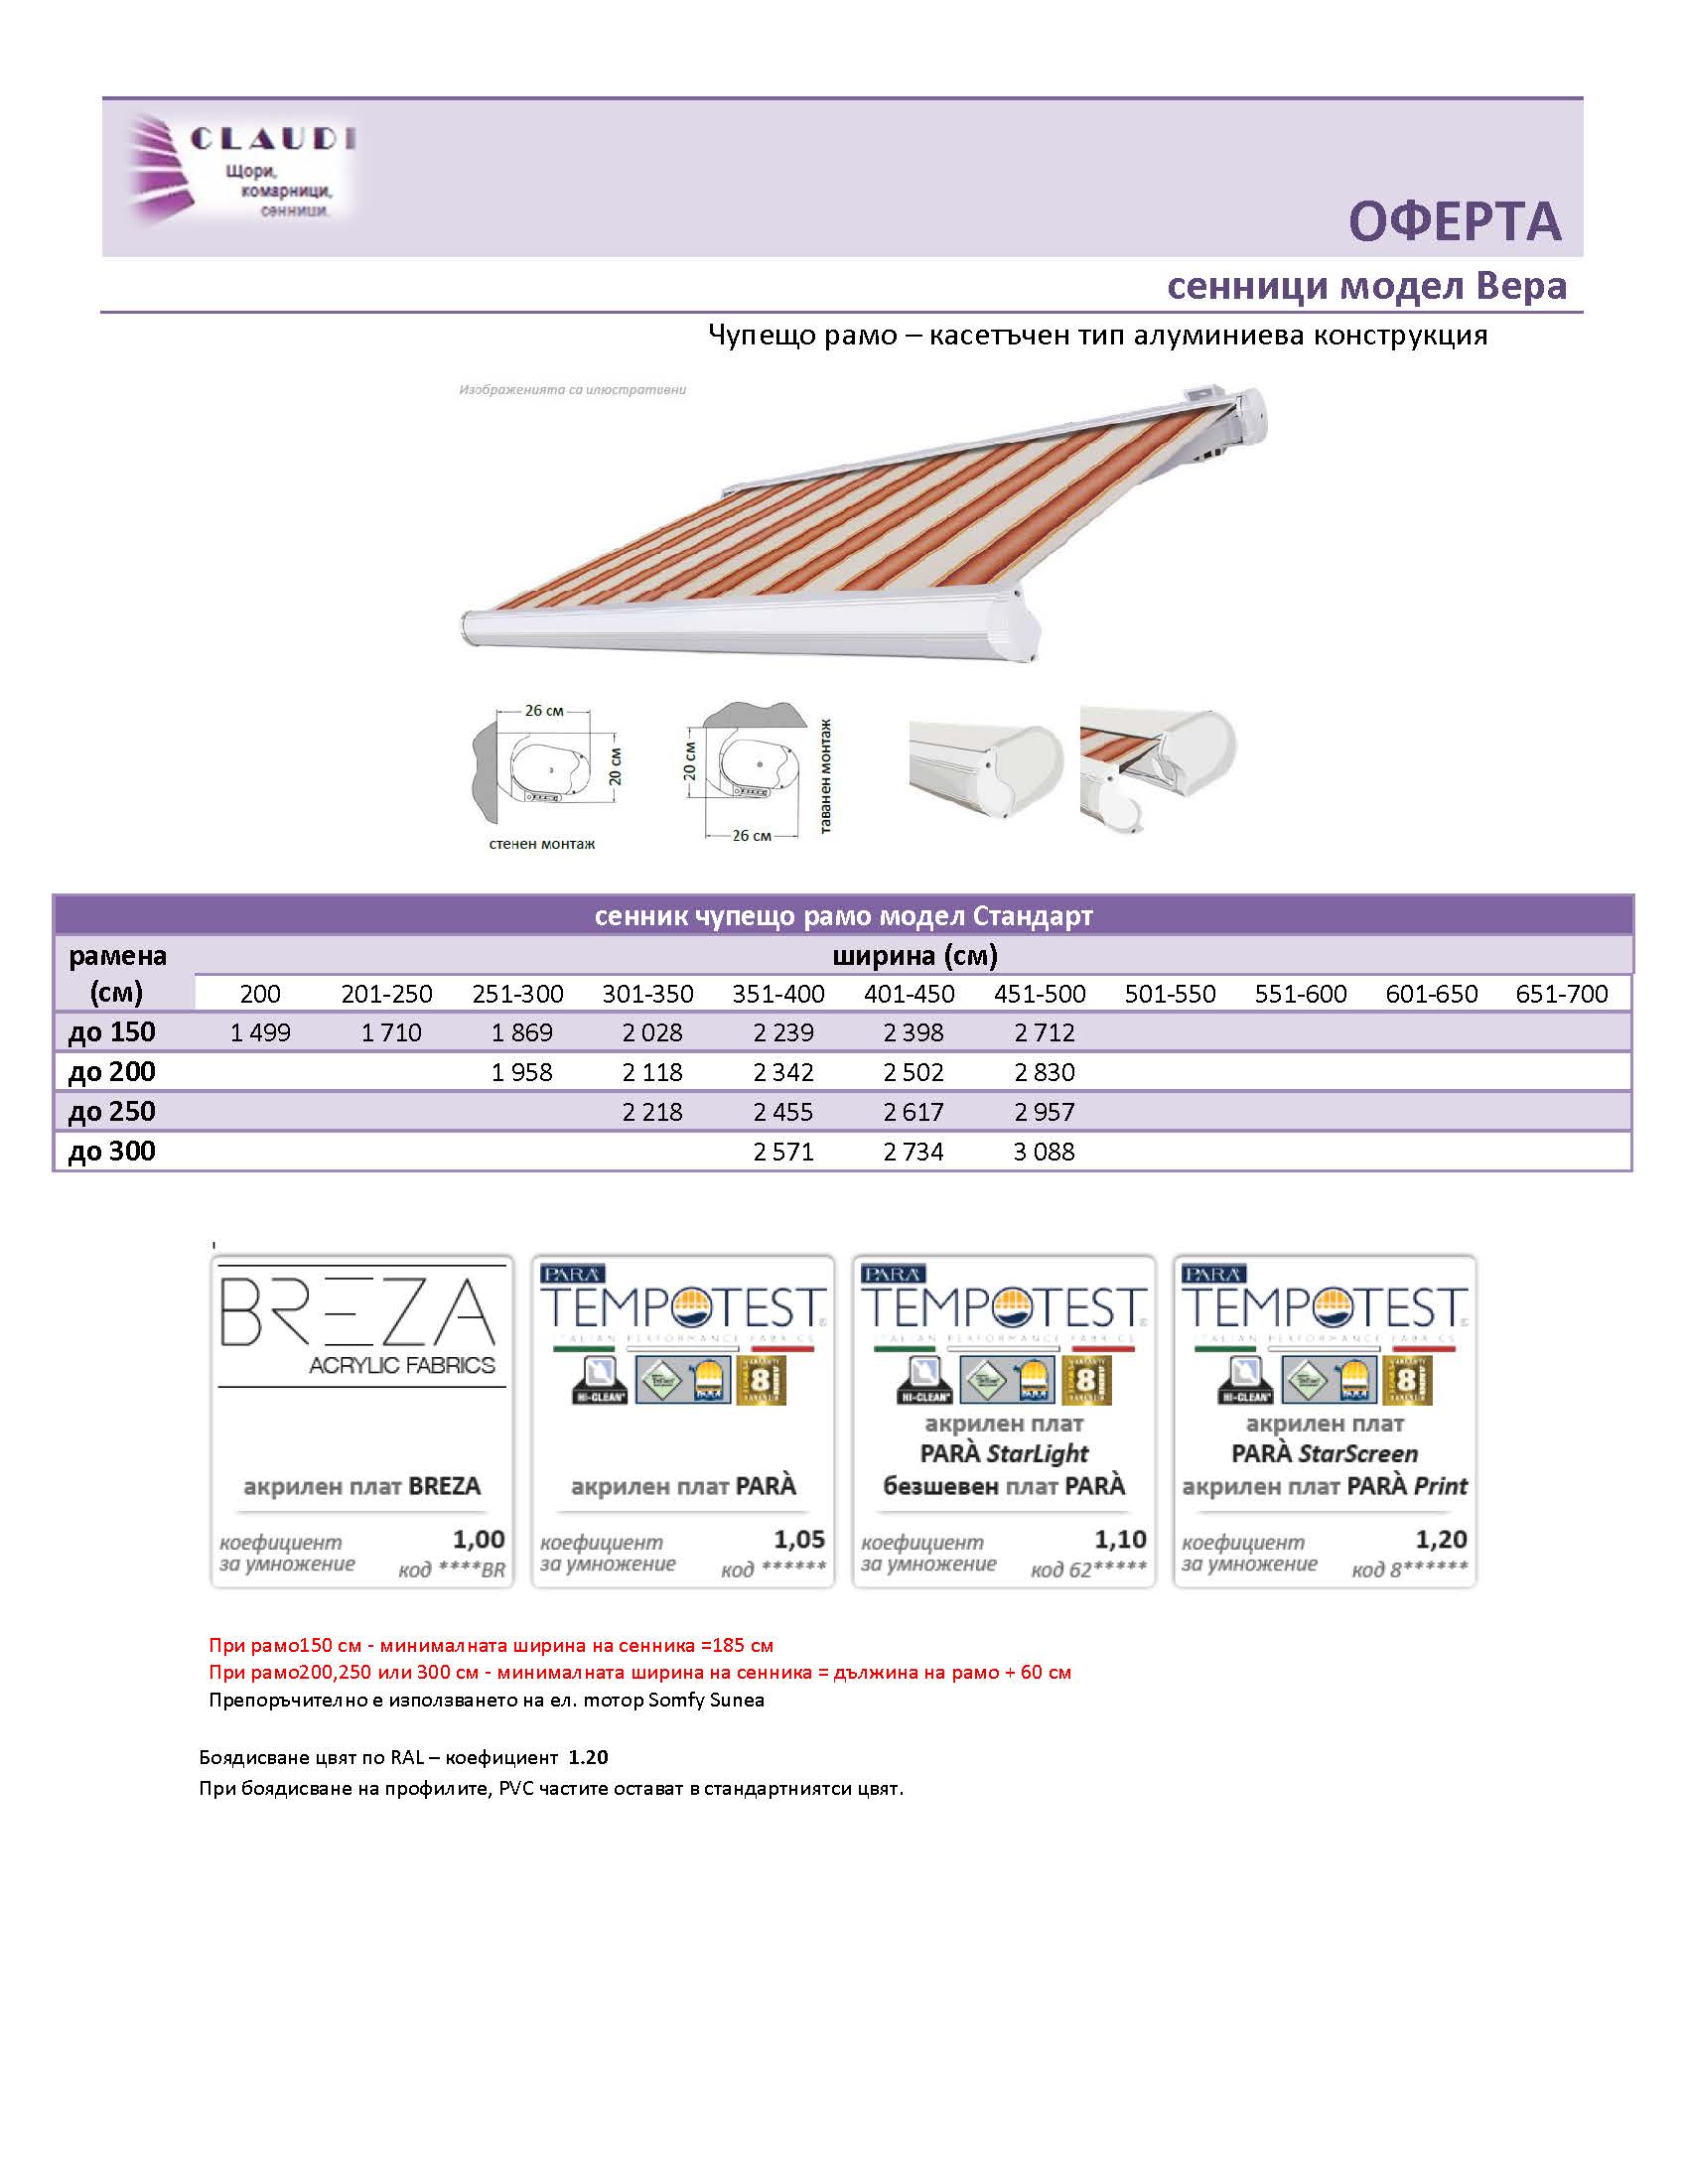 CLAUDI
Щори,
комарници,
сенници.
ОФЕРТА
сенници модел Вера
Чупещо рамо – касетъчен тип алуминиева конструкция
Изображенията са илюстративни
26 см
20 см
стенен монтаж
20 см
26 см
таванен монтаж
сенник чупещо рамо модел Стандарт
рамена (см) ширина (см)
200 201-250 251-300 301-350 351-400 401-450 451-500 501-550 551-600 601-650 651-700
до 150 1 499 1 710 1 869 2 028 2 239 2 398 2 712
до 200 1 958 2 118 2 342 2 502 2 830
до 250 2 218 2 455 2 617 2 957
до 300 2 571 2 734 3 088
BREZA
ACRYLIC FABRICS
акрилен плат BREZA
коефициент
за умножение
1,00
код ****BR
PARÀ
TEMPOTEST
ITALIAN PERFORMANCE FABRICS
HI-CLEAN
PARÀ
8
акрилен плат PARÀ
коефициент
за умножение
1,05
код ******
PARÀ
TEMPOTEST
ITALIAN PERFORMANCE FABRICS
HI-CLEAN
PARÀ
8
акрилен плат
PARÀ StarLight
безшевен плат PARÀ
коефициент
за умножение
1,10
код 62*****
PARÀ
TEMPOTEST
ITALIAN PERFORMANCE FABRICS
HI-CLEAN
PARÀ
8
акрилен плат
PARÀ StarScreen
акрилен плат PARÀ Print
коефициент
за умножение
1,20
код 8******
При рамо150 см - минималната ширина на сенника =185 см
При рамо200,250 или 300 см - минималната ширина на сенника = дължина на рамо + 60 см
Препоръчително е използването на ел. мотор Somfy Sunea
Боядисване цвят по RAL – коефициент 1.20
При боядисване на профилите, PVC частите остават в стандартниятси цвят.